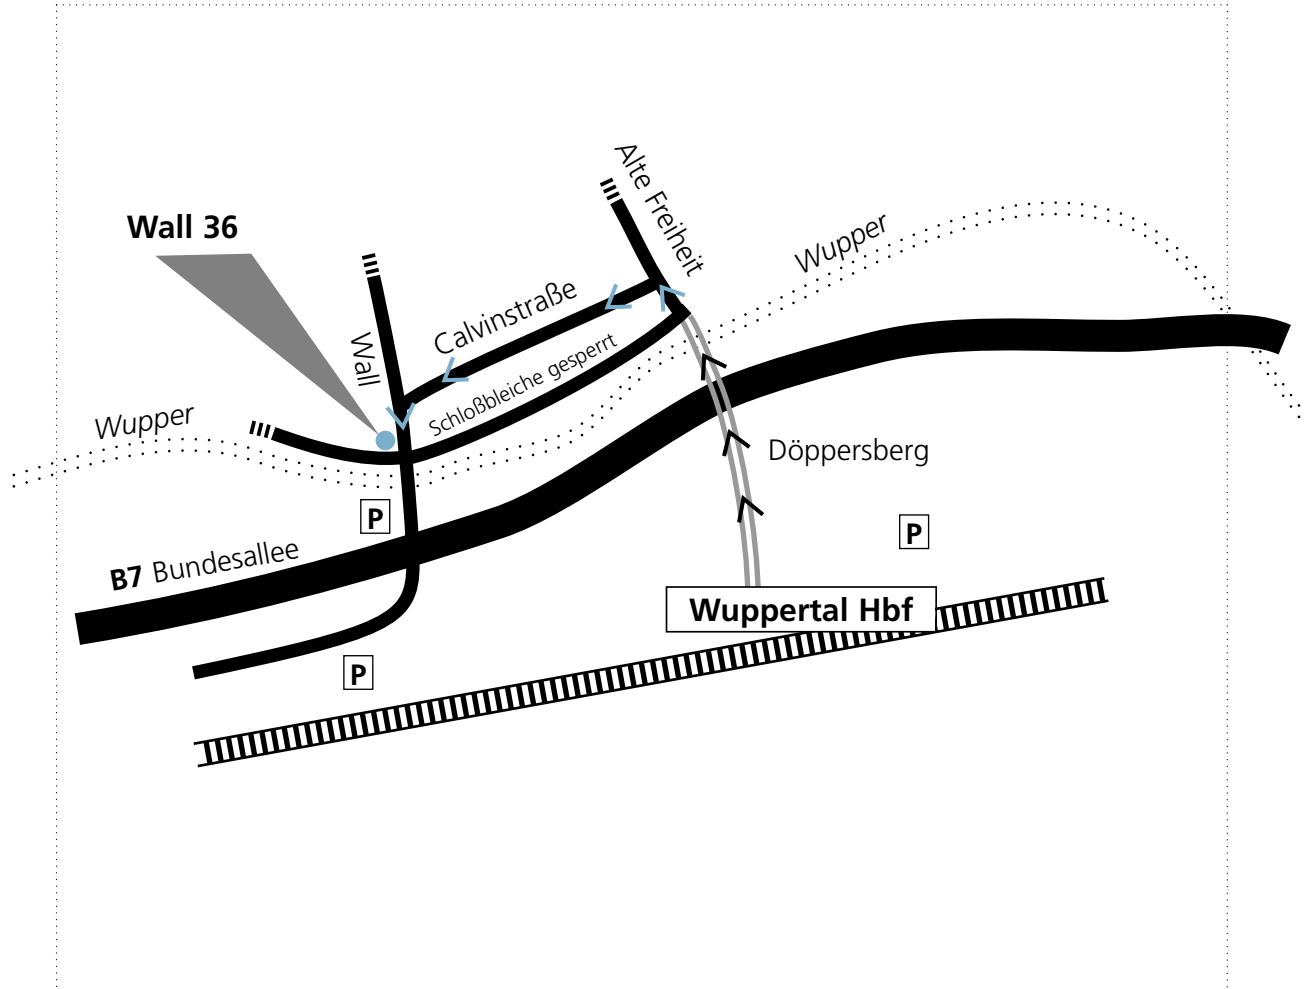 Alte Freiheit
Wall 36
Wupper
Calvinstraße
Wall
Schloßbleiche gesperrt
Wupper
Döppersberg
P
P
B7 Bundesallee
Wuppertal Hbf
P